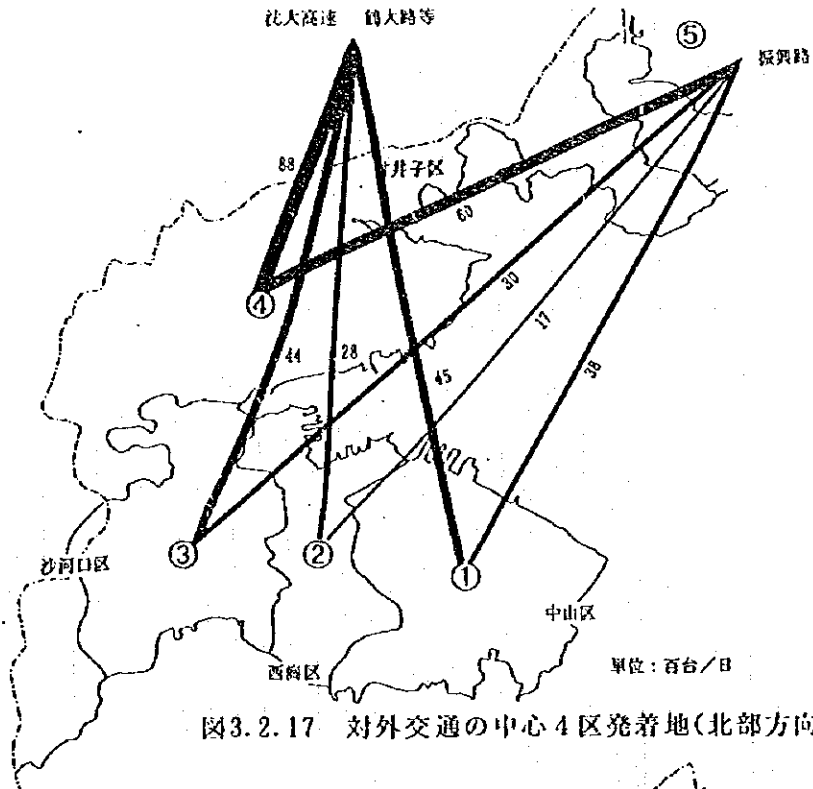 沈大高速 鶴大路等
⑤
振興路
88
井子区
60
④
30
17
44
28
45
38
③
②
①
沙河口区
中山区
西崗区
単位：百台／日
図3.2.17 対外交通の中心4区発着地(北部方向